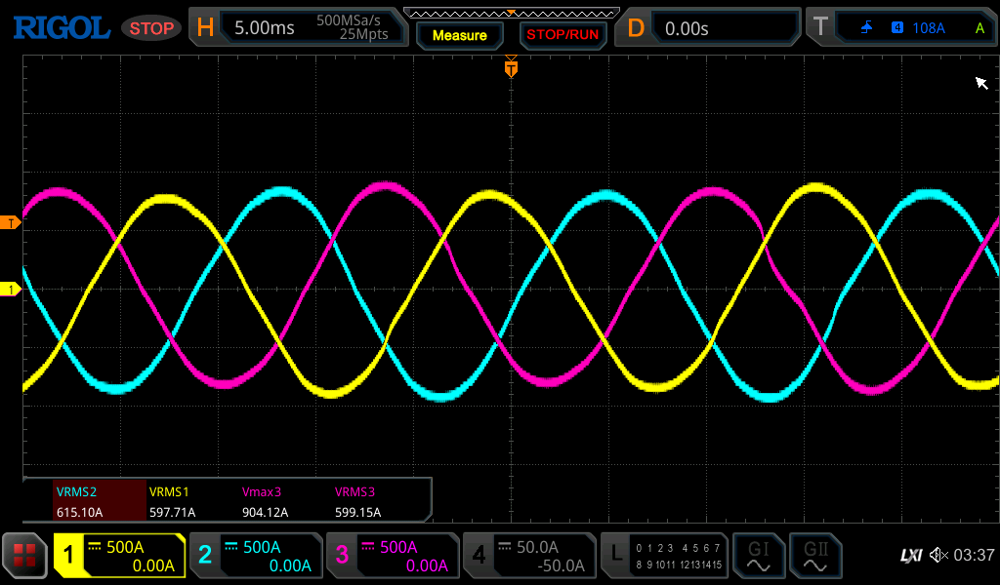 RIGOL STOP H 5.00ms 500MSa/s 25Mpts Measure STOP/RUN D 0.00s T 4 108A A
T
T
1
VRMS2 VRMS1 Vmax3 VRMS3
615.10A 597.71A 904.12A 599.15A
1 500A 0.00A 2 500A 0.00A 3 500A 0.00A 4 50.0A -50.0A L 0 1 2 3 4 5 6 7 8 9 10 11 12 13 14 15 GI GII LXI 03:37